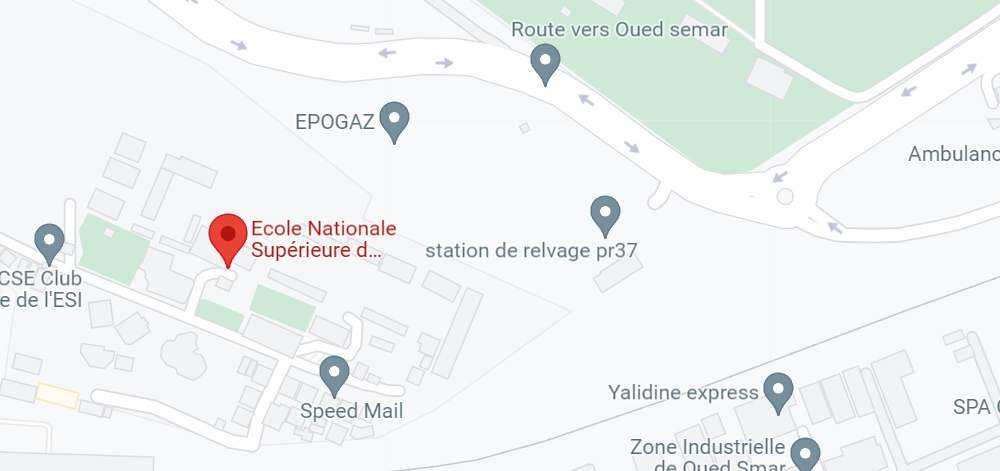 Route vers Oued semar
EPOGAZ
Ambulanc
Ecole Nationale
Supérieure d...
station de relvage pr37
CSE Club
e de l'ESI
Yalidine express
Speed Mail
SPA
Zone Industrielle
de Oued Smar